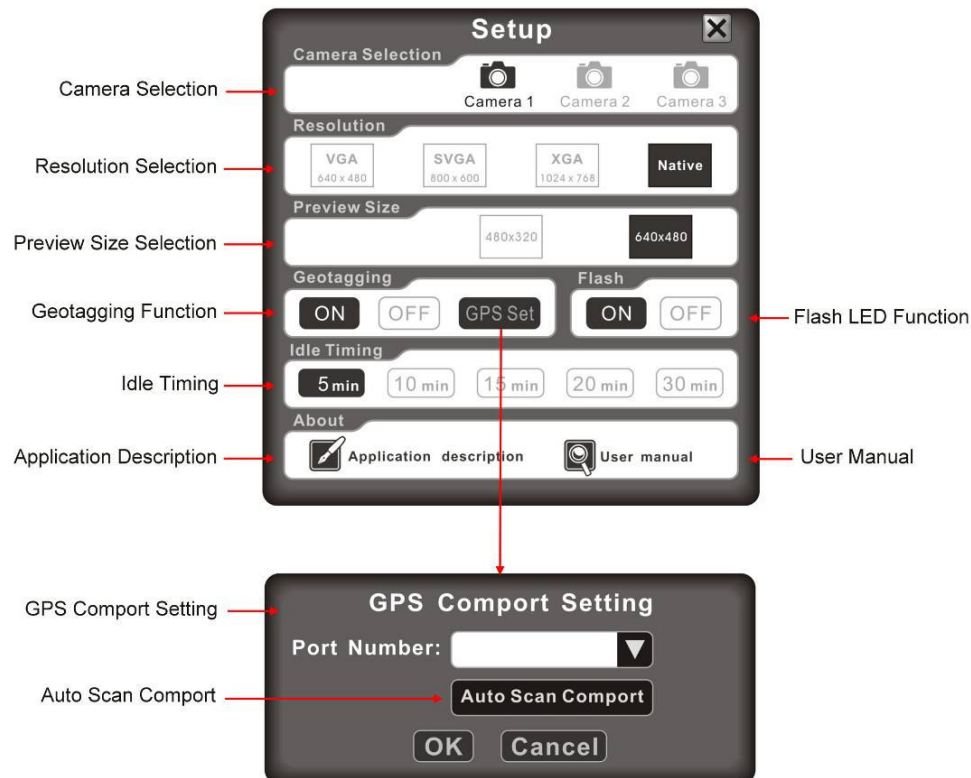 Setup
Camera Selection
Camera Selection
Camera 1 Camera 2 Camera 3
Resolution
Resolution Selection
VGA SVGA XGA Native
640 x 480 800 x 600 1024 x 768
Preview Size
Preview Size Selection
480x320 640x480
Geotagging Flash
Geotagging Function
ON OFF GPS Set ON OFF
Flash LED Function
Idle Timing
Idle Timing
5 min 10 min 15 min 20 min 30 min
About
Application Description
Application description User manual
User Manual
GPS Comport Setting
GPS Comport Setting
Port Number:
Auto Scan Comport
Auto Scan Comport
OK Cancel